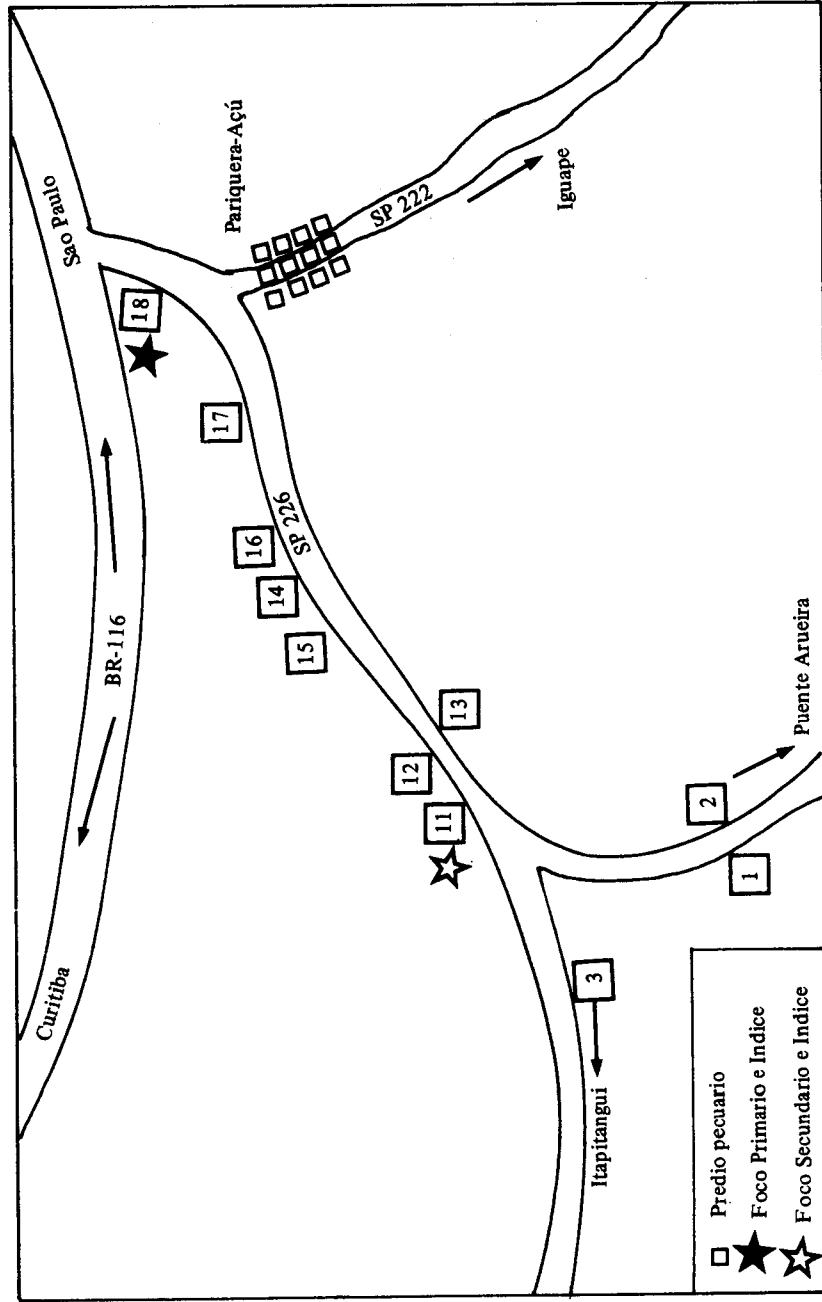 Sao Paulo
Curitiba
BR-116
Pariquera-Açú
18
17
SP 222
Iguape
16
SP 226
14
15
13
12
11
2
1
Puente Arueira
3
Itapitangui
Predio pecuario
Foco Primario e Indice
Foco Secundario e Indice